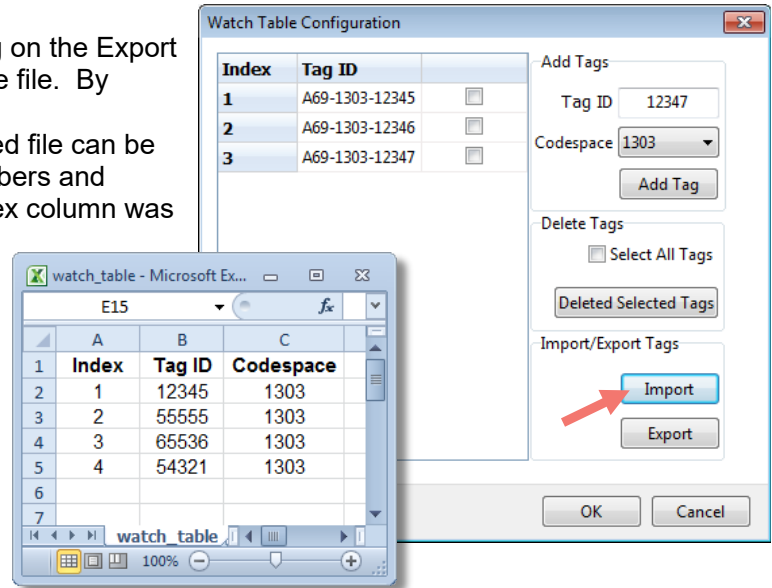 g on the Export
e file. By
ed file can be
bers and
ex column was
Watch Table Configuration
Index Tag ID
1 A69-1303-12345
2 A69-1303-12346
3 A69-1303-12347
Add Tags
Tag ID 12347
Codespace 1303
Add Tag
Delete Tags
Select All Tags
Deleted Selected Tags
Import/Export Tags
Import
Export
OK Cancel
watch_table - Microsoft Ex...
E15 fx
A B C
1 Index Tag ID Codespace
2 1 12345 1303
3 2 55555 1303
4 3 65536 1303
5 4 54321 1303
6
7
watch_table
100%